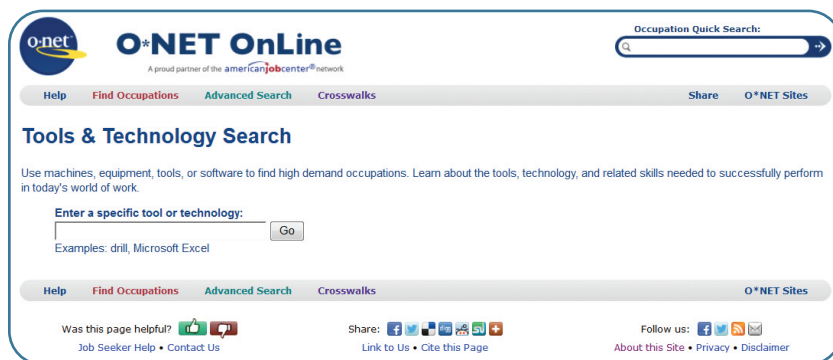 o·net
O*NET OnLine
A proud partner of the americanjobcenter® network
Occupation Quick Search:
Help Find Occupations Advanced Search Crosswalks Share O*NET Sites
Tools & Technology Search
Use machines, equipment, tools, or software to find high demand occupations. Learn about the tools, technology, and related skills needed to successfully perform
in today's world of work.
Enter a specific tool or technology:
Go
Examples: drill, Microsoft Excel
Help Find Occupations Advanced Search Crosswalks O*NET Sites
Was this page helpful? Share: Follow us:
Job Seeker Help • Contact Us Link to Us • Cite this Page About this Site • Privacy • Disclaimer